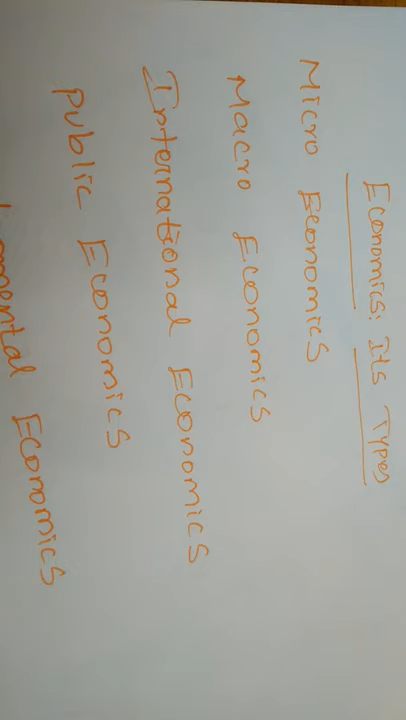 Economics: Its Types
Micro Economics
Macro Economics
International Economics
Public Economics
Economics